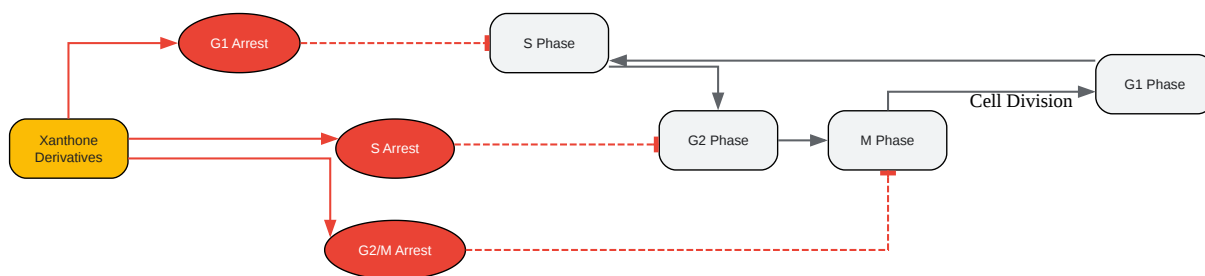 G1 Arrest
S Phase
G1 Phase
Cell Division
Xanthone
Derivatives
S Arrest
G2 Phase
M Phase
G2/M Arrest